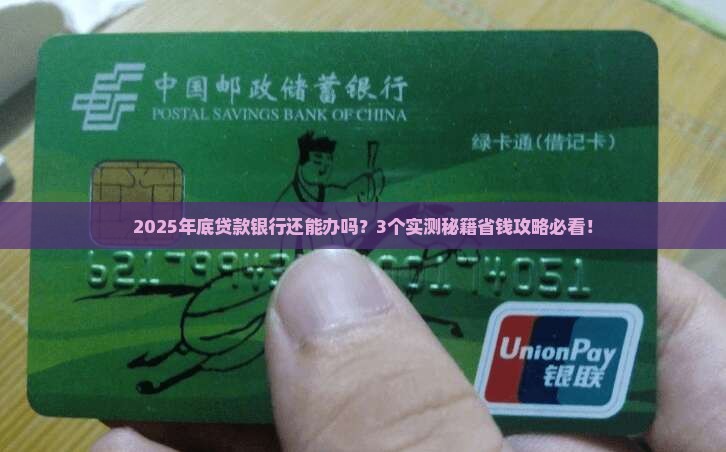 中国邮政储蓄银行
POSTAL SAVINGS BANK OF CHINA
绿卡通(借记卡)
2025年底贷款银行还能办吗？3个实测秘籍省钱攻略必看！
UnionPay
银联